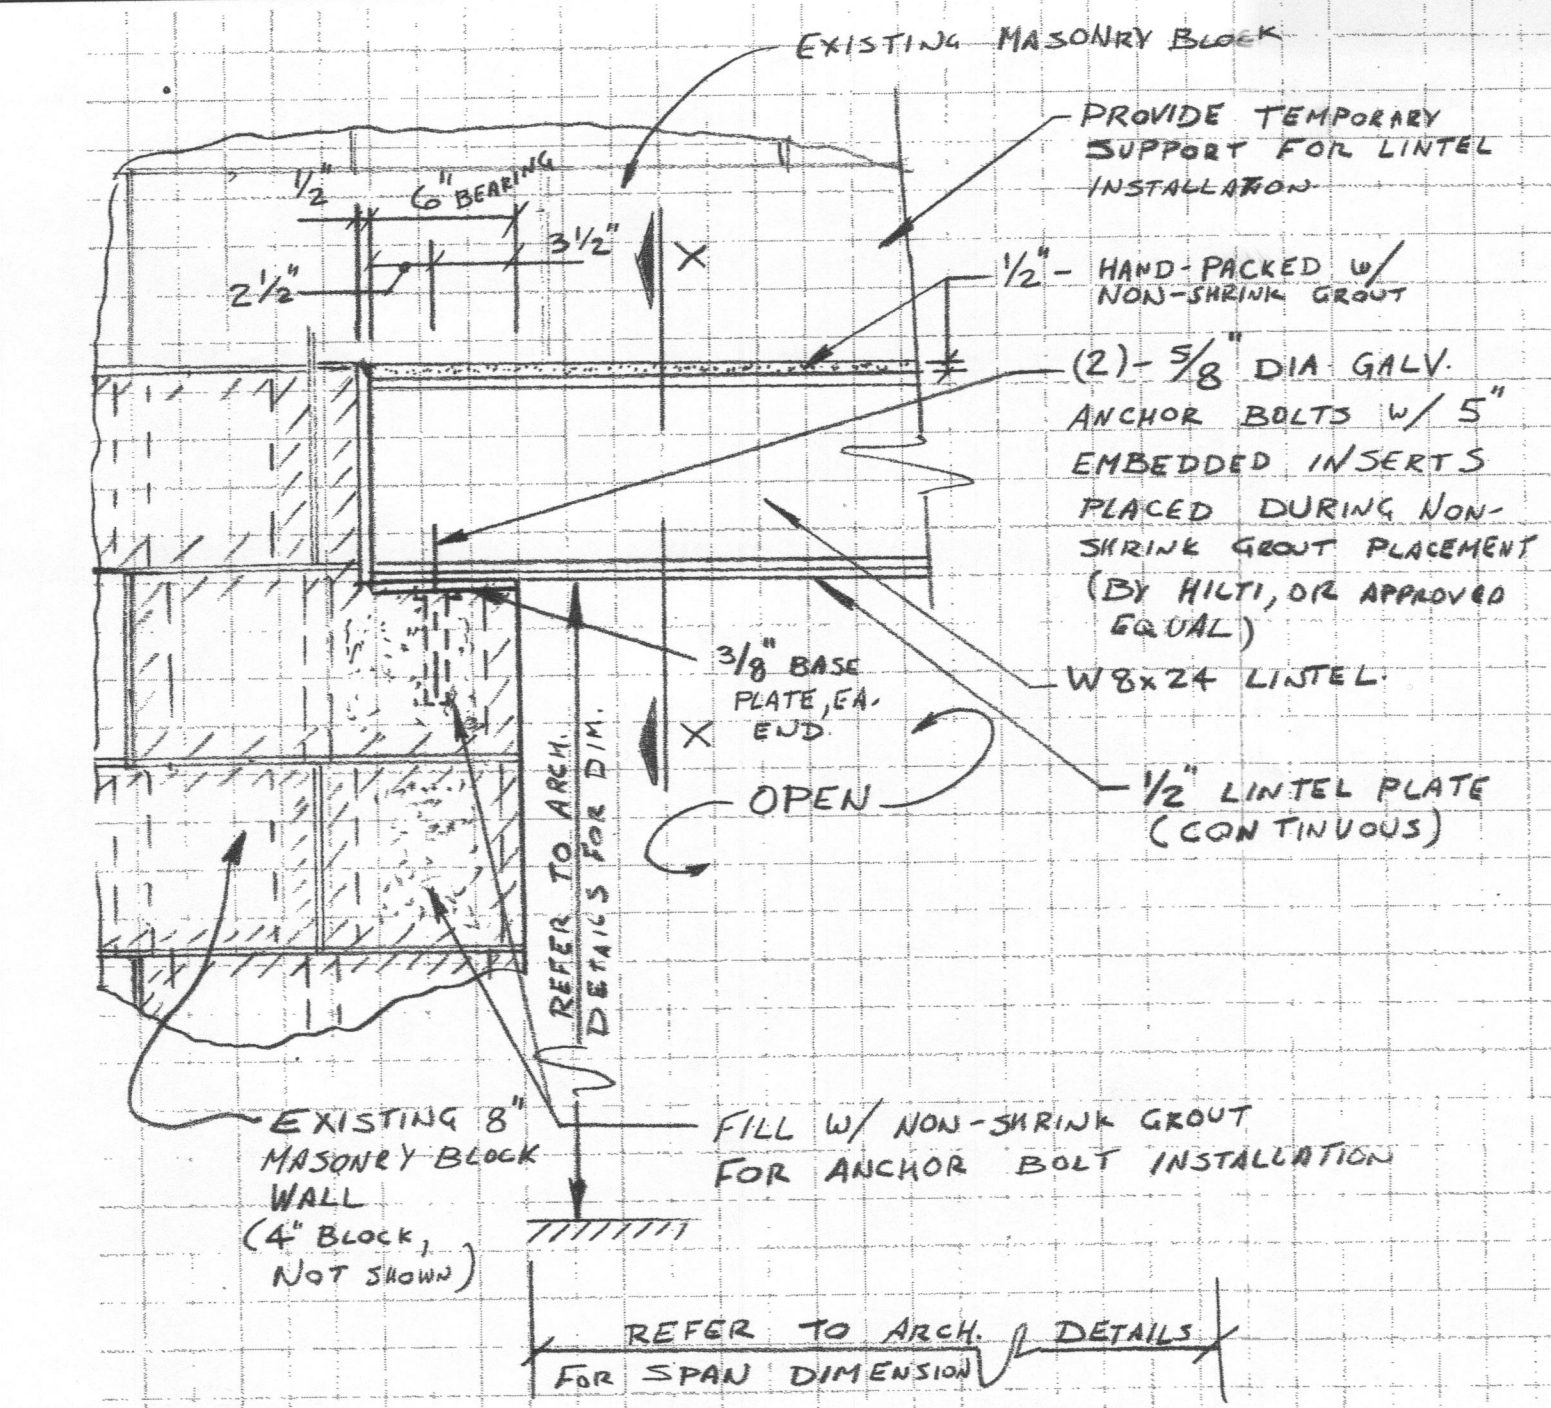 EXISTING MASONRY BLOCK
PROVIDE TEMPORARY
SUPPORT FOR LINTEL
INSTALLATION.
1/2"
6" BEARING
3 1/2"
2 1/2"
X
1/2" - HAND-PACKED W/
NON-SHRINK GROUT
(2) - 5/8" DIA GALV.
ANCHOR BOLTS W/ 5"
EMBEDDED INSERTS
PLACED DURING NON-
SHRINK GROUT PLACEMENT
(BY HILTI, OR APPROVED
EQUAL)
3/8" BASE
PLATE, EA.
END.
W8x24 LINTEL.
X
OPEN
1/2" LINTEL PLATE
(CONTINUOUS)
REFER TO ARCH.
DETAILS FOR DIM.
EXISTING 8"
MASONRY BLOCK
WALL
(4" BLOCK,
NOT SHOWN)
FILL W/ NON-SHRINK GROUT
FOR ANCHOR BOLT INSTALLATION
REFER TO ARCH. DETAILS
FOR SPAN DIMENSION